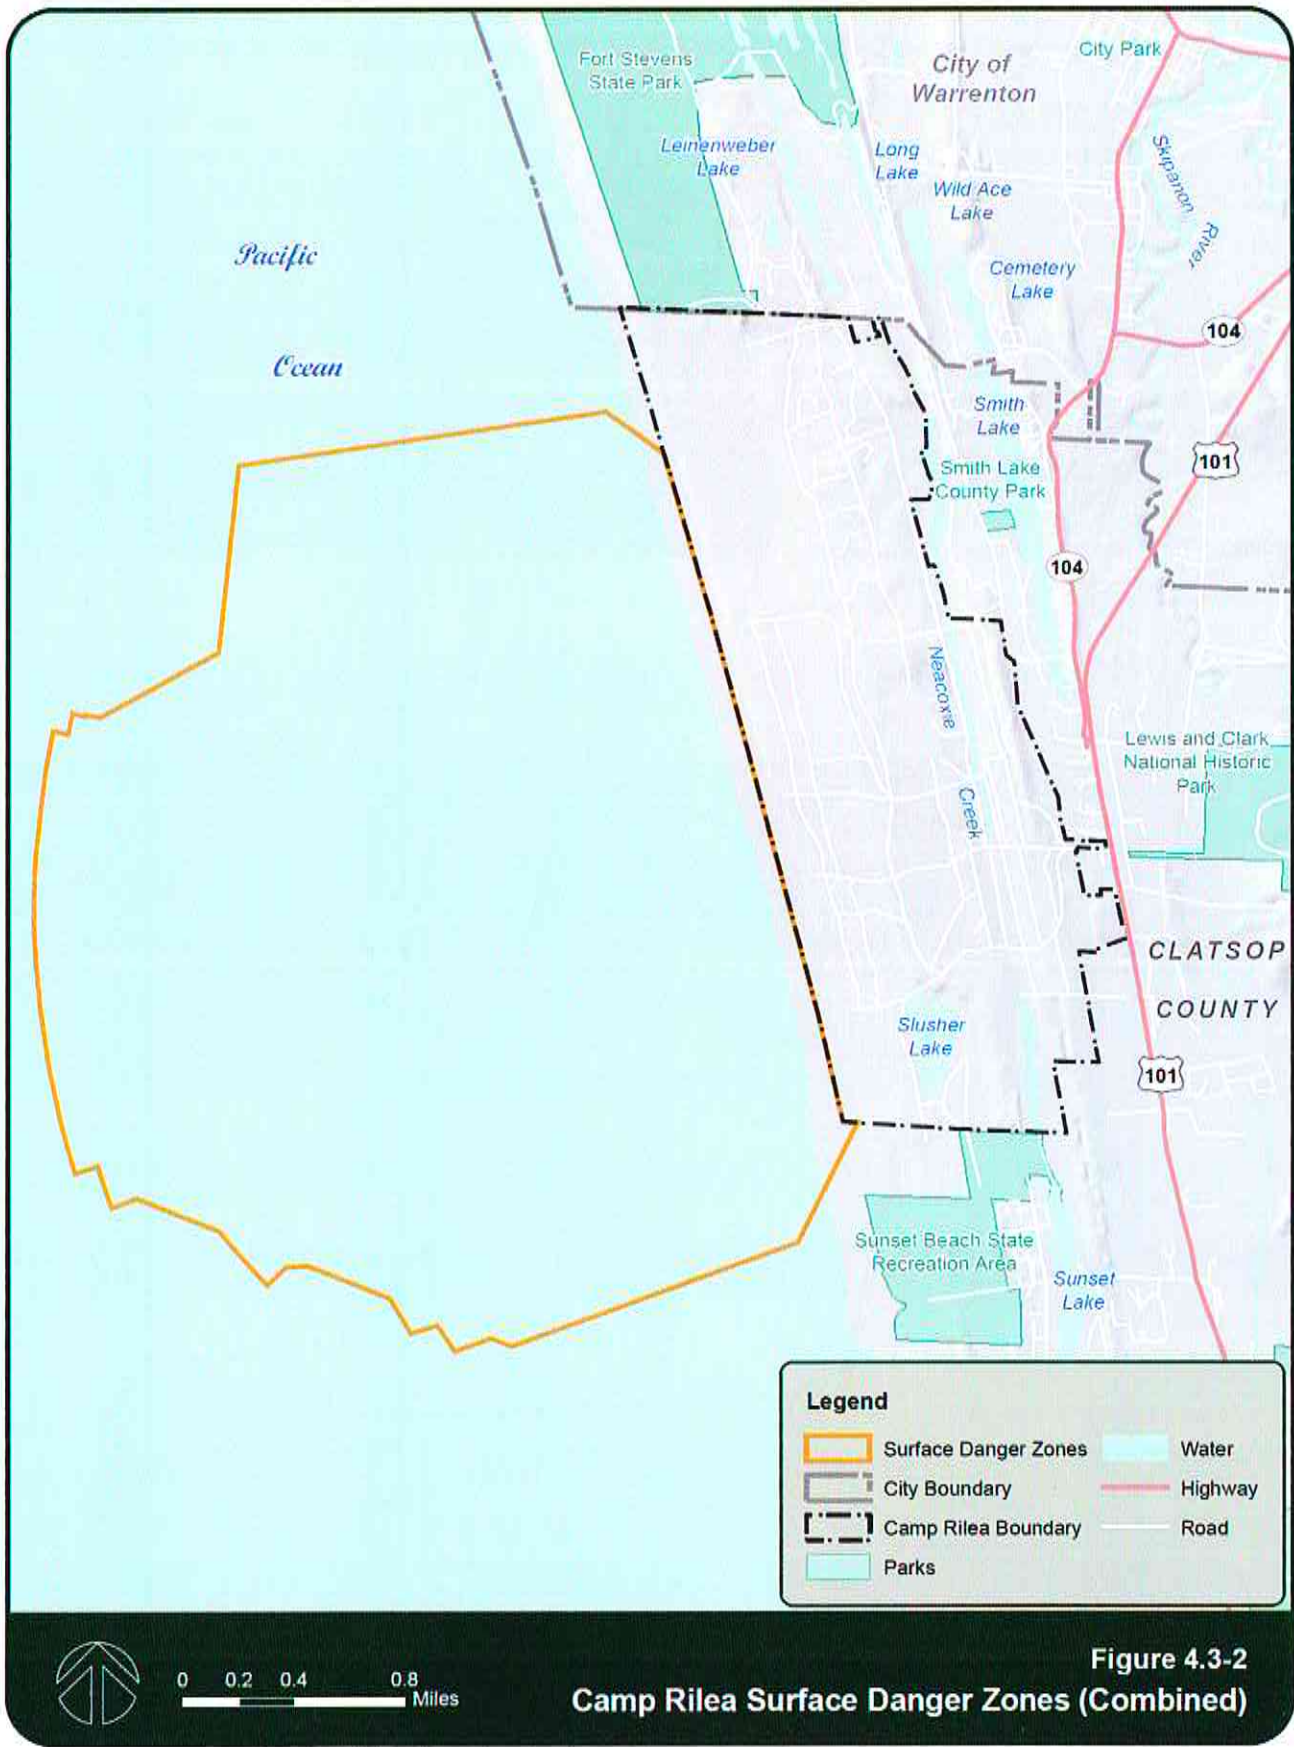 Fort Stevens
State Park
City of
Warrenton
City Park
Leinenweber
Lake
Long
Lake
Wild Ace
Lake
Skipanon
River
Cemetery
Lake
Pacific
Ocean
104
Smith
Lake
101
Smith Lake
County Park
104
Neacoxie
Creek
Lewis and Clark
National Historic
Park
CLATSOP
COUNTY
Slusher
Lake
101
Sunset Beach State
Recreation Area
Sunset
Lake
Legend
Surface Danger Zones
City Boundary
Camp Rilea Boundary
Parks
Water
Highway
Road
0 0.2 0.4 0.8
Miles
Figure 4.3-2
Camp Rilea Surface Danger Zones (Combined)